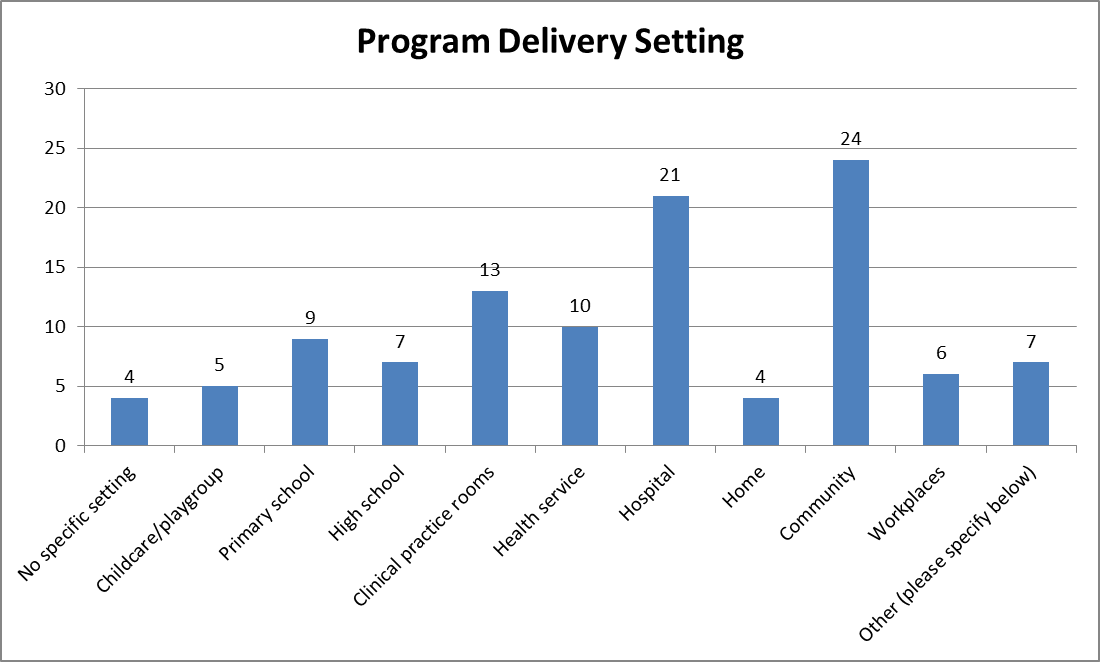 Program Delivery Setting
30
25
20
15
10
5
0
4
5
9
7
13
10
21
4
24
6
7
No specific setting
Childcare/playgroup
Primary school
High school
Clinical practice rooms
Health service
Hospital
Home
Community
Workplaces
Other (please specify below)